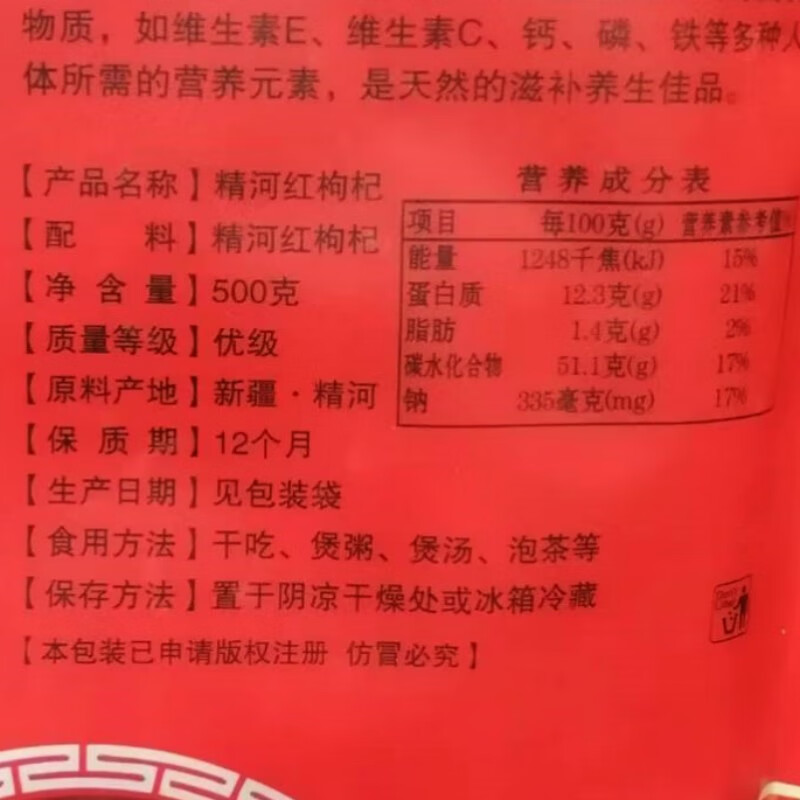 物质，如维生素E、维生素C、钙、磷、铁等多种人
体所需的营养元素，是天然的滋补养生佳品。
【产品名称】精河红枸杞
【配 料】精河红枸杞
【净含量】500克
【质量等级】优级
【原料产地】新疆·精河
【保质期】12个月
【生产日期】见包装袋
【食用方法】干吃、煲粥、煲汤、泡茶等
【保存方法】置于阴凉干燥处或冰箱冷藏
【本包装已申请版权注册 仿冒必究】
营养成分表
项目 每100克(g) 营养素参考值%
能量 1248千焦(kJ) 15%
蛋白质 12.3克(g) 21%
脂肪 1.4克(g) 2%
碳水化合物 51.1克(g) 17%
钠 335毫克(mg) 17%